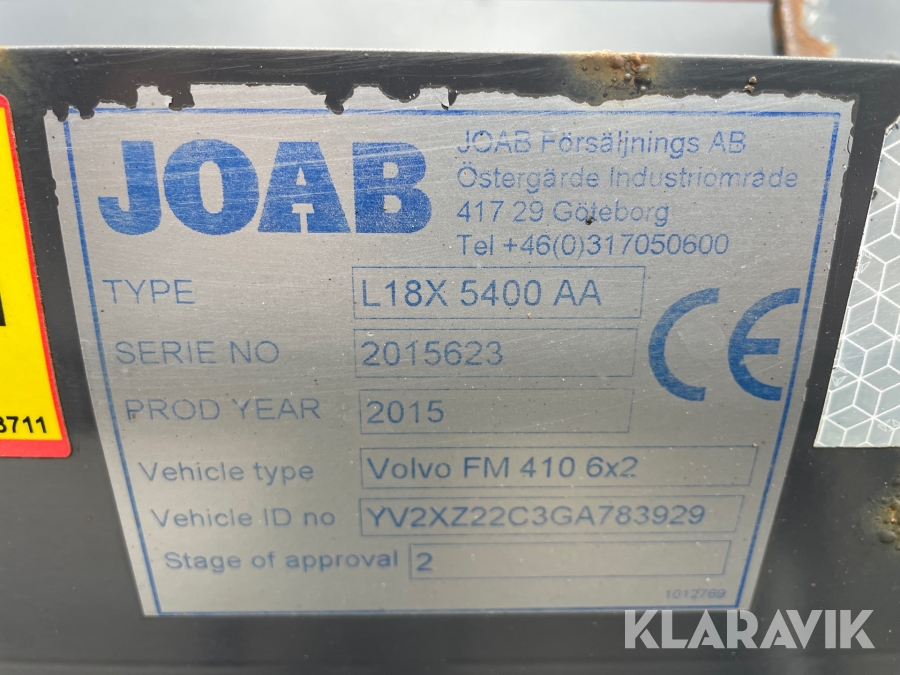 JOAB
JOAB Försäljnings AB
Östergärde Industriområde
417 29 Göteborg
Tel +46(0)317050600
TYPE L18X 5400 AA
SERIE NO 2015623
PROD YEAR 2015
CE
Vehicle type Volvo FM 410 6x2
Vehicle ID no YV2XZ22C3GA783929
Stage of approval 2
1012769
3711
KLARAVIK